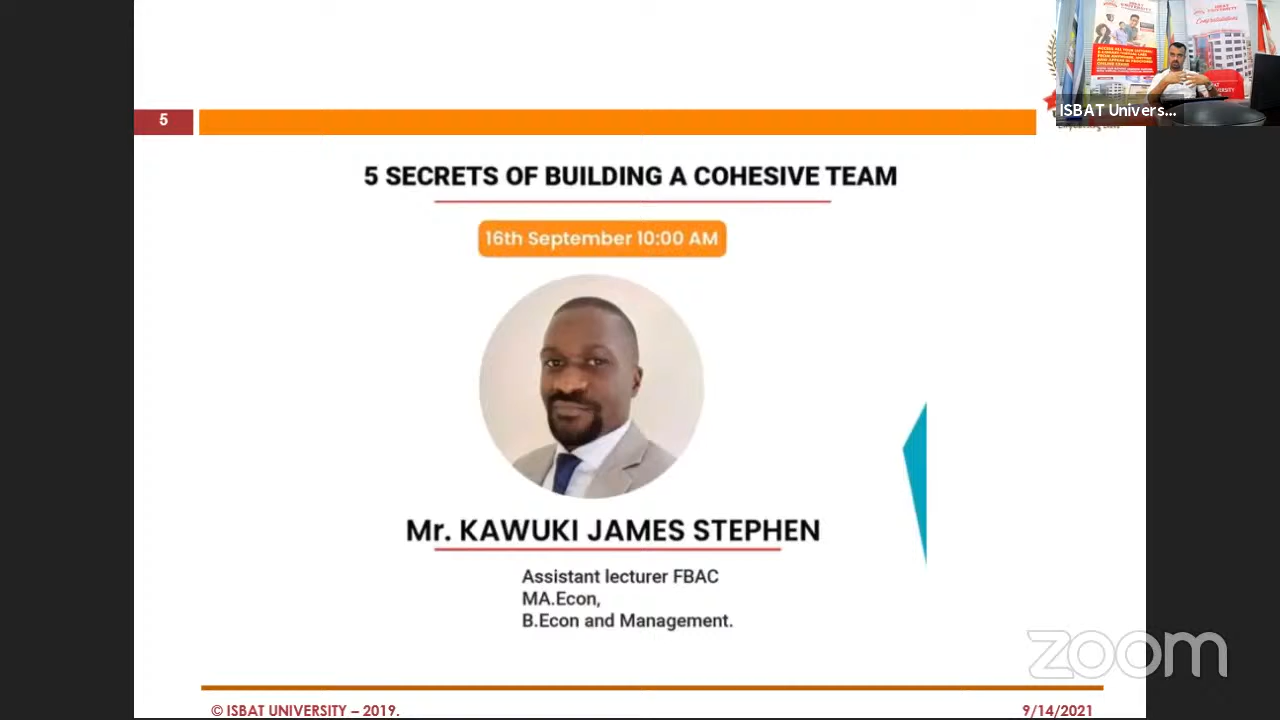 5
5 SECRETS OF BUILDING A COHESIVE TEAM
16th September 10:00 AM
Mr. KAWUKI JAMES STEPHEN
Assistant lecturer FBAC
MA.Econ,
B.Econ and Management.
ISBAT Univers...
zoom
© ISBAT UNIVERSITY – 2019.
9/14/2021